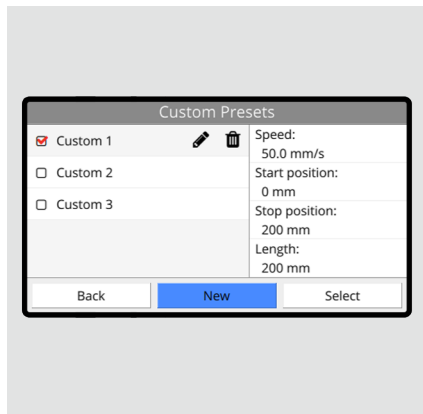 Custom Presets
Custom 1
Custom 2
Custom 3
Speed:
50.0 mm/s
Start position:
0 mm
Stop position:
200 mm
Length:
200 mm
Back
New
Select